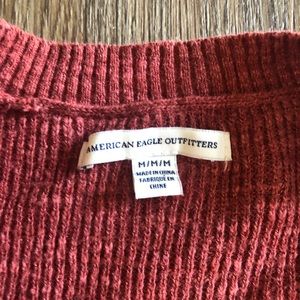 AMERICAN EAGLE OUTFITTERS
M/M/M
MADE IN CHINA
FABRIQUÉ EN
CHINE